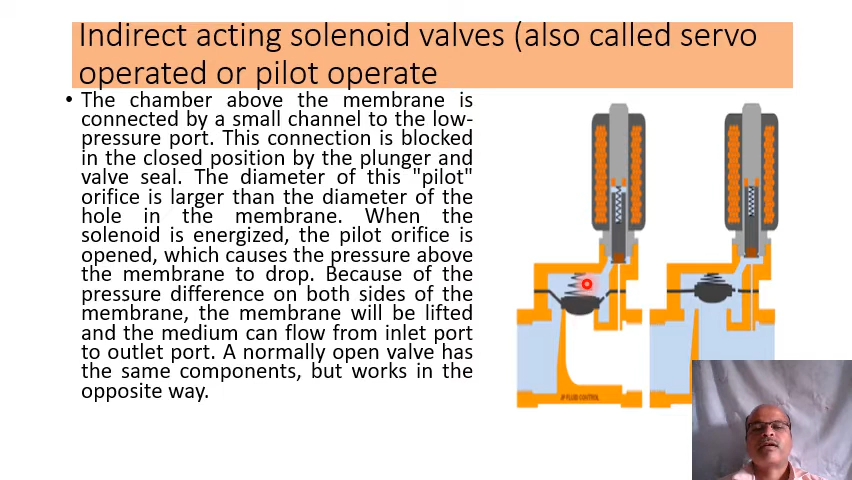 Indirect acting solenoid valves (also called servo
operated or pilot operate
• The chamber above the membrane is
connected by a small channel to the low-
pressure port. This connection is blocked
in the closed position by the plunger and
valve seal. The diameter of this "pilot"
orifice is larger than the diameter of the
hole in the membrane. When the
solenoid is energized, the pilot orifice is
opened, which causes the pressure above
the membrane to drop. Because of the
pressure difference on both sides of the
membrane, the membrane will be lifted
and the medium can flow from inlet port
to outlet port. A normally open valve has
the same components, but works in the
opposite way.
JP FLUID CONTROL